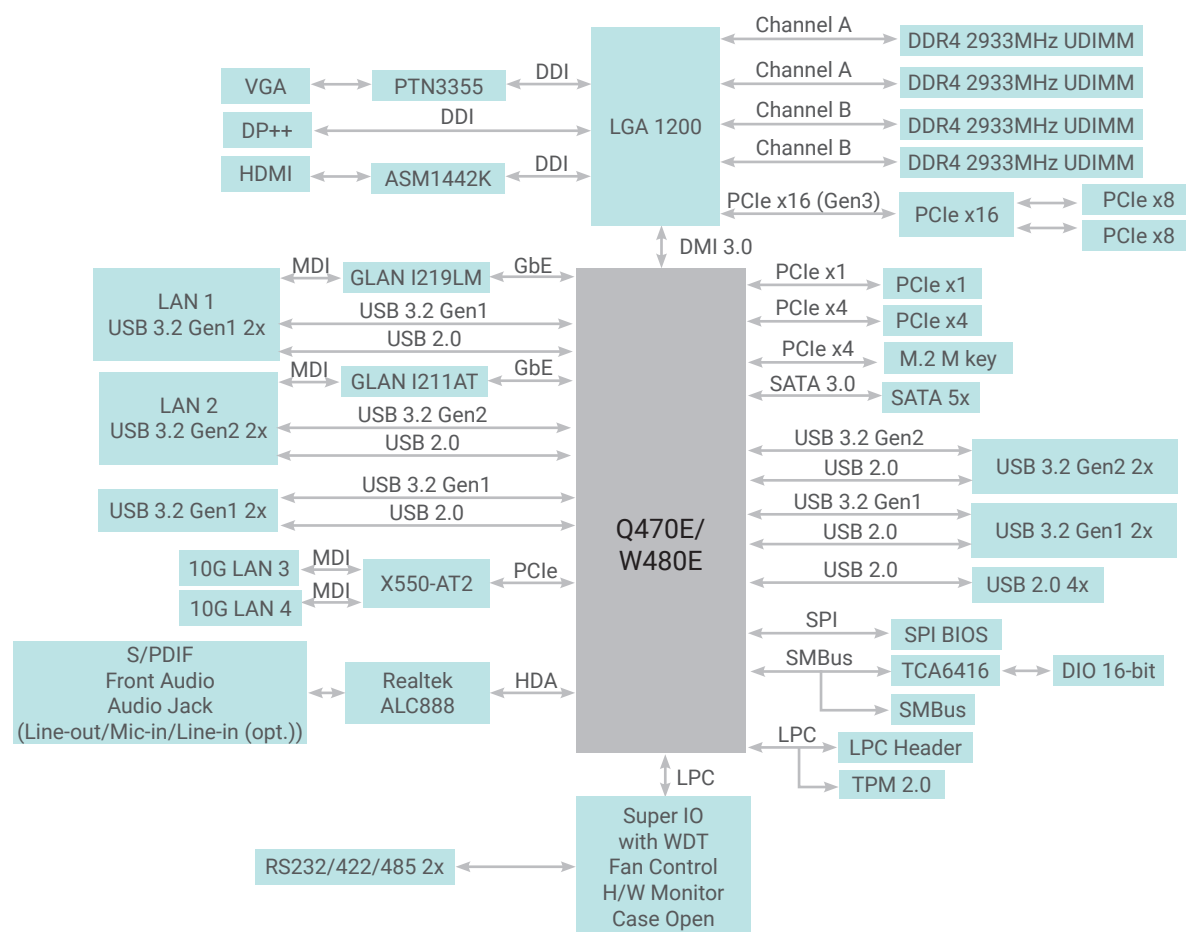 Channel A
DDR4 2933MHz UDIMM
VGA
PTN3355
DDI
LGA 1200
Channel A
DDR4 2933MHz UDIMM
DP++
DDI
Channel B
DDR4 2933MHz UDIMM
HDMI
ASM1442K
DDI
Channel B
DDR4 2933MHz UDIMM
PCIe x16 (Gen3)
PCIe x16
PCIe x8
PCIe x8
DMI 3.0
LAN 1
USB 3.2 Gen1 2x
MDI
GLAN I219LM
GbE
USB 3.2 Gen1
USB 2.0
LAN 2
USB 3.2 Gen2 2x
MDI
GLAN I211AT
GbE
USB 3.2 Gen2
USB 2.0
USB 3.2 Gen1 2x
USB 3.2 Gen1
USB 2.0
10G LAN 3
MDI
10G LAN 4
MDI
X550-AT2
PCIe
S/PDIF
Front Audio
Audio Jack
(Line-out/Mic-in/Line-in (opt.))
Realtek
ALC888
HDA
Q470E/
W480E
PCIe x1
PCIe x1
PCIe x4
PCIe x4
PCIe x4
M.2 M key
SATA 3.0
SATA 5x
USB 3.2 Gen2
USB 2.0
USB 3.2 Gen2 2x
USB 3.2 Gen1
USB 2.0
USB 3.2 Gen1 2x
USB 2.0
USB 2.0 4x
SPI
SPI BIOS
SMBus
TCA6416
DIO 16-bit
SMBus
LPC
LPC Header
TPM 2.0
LPC
Super IO
with WDT
Fan Control
H/W Monitor
Case Open
RS232/422/485 2x